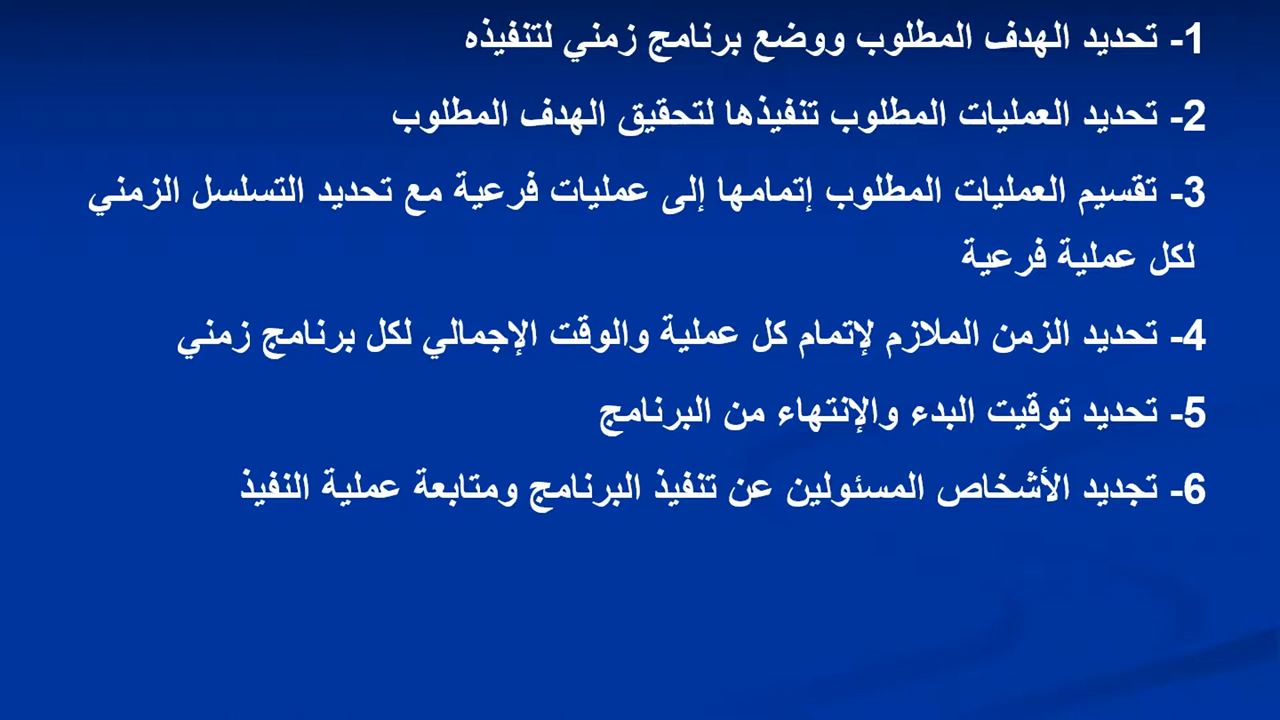 1- تحديد الهدف المطلوب ووضع برنامج زمني لتنفيذه
2- تحديد العمليات المطلوب تنفيذها لتحقيق الهدف المطلوب
3- تقسيم العمليات المطلوب إتمامها إلى عمليات فرعية مع تحديد التسلسل الزمني
لكل عملية فرعية
4- تحديد الزمن الملازم لإتمام كل عملية والوقت الإجمالي لكل برنامج زمني
5- تحديد توقيت البدء والإنتهاء من البرنامج
6- تجديد الأشخاص المسئولين عن تنفيذ البرنامج ومتابعة عملية النفيذ